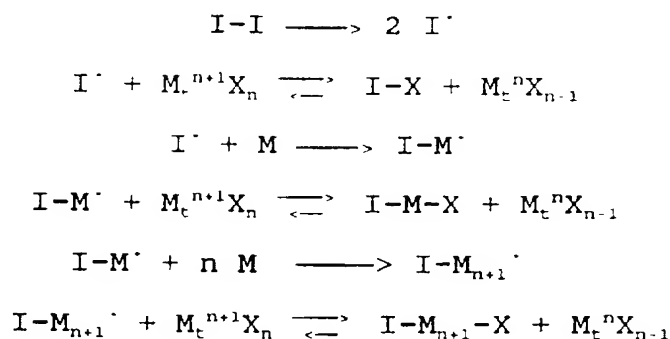 I-I ⟶ 2 I˙
I˙ + Mₜⁿ⁺¹Xₙ ⇌ I-X + MₜⁿXₙ₋₁
I˙ + M ⟶ I-M˙
I-M˙ + Mₜⁿ⁺¹Xₙ ⇌ I-M-X + MₜⁿXₙ₋₁
I-M˙ + n M ⟶ I-Mₙ₊₁˙
I-Mₙ₊₁˙ + Mₜⁿ⁺¹Xₙ ⇌ I-Mₙ₊₁-X + MₜⁿXₙ₋₁